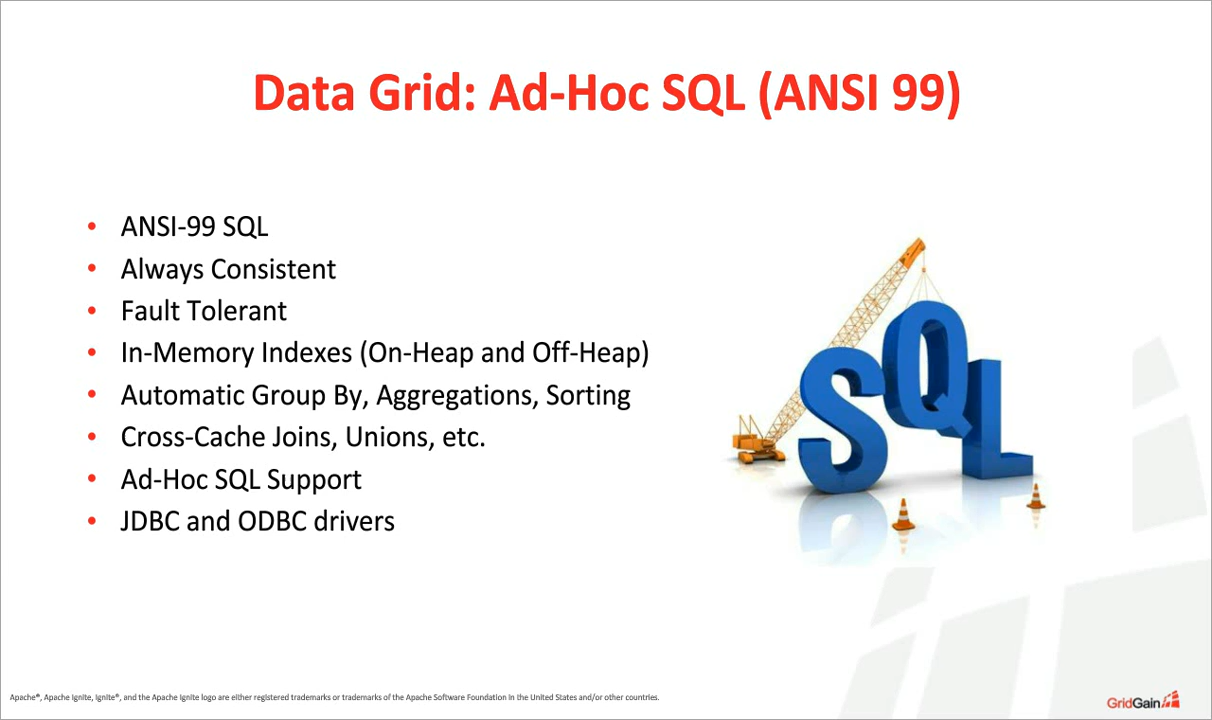 Data Grid: Ad-Hoc SQL (ANSI 99)
• ANSI-99 SQL
• Always Consistent
• Fault Tolerant
• In-Memory Indexes (On-Heap and Off-Heap)
• Automatic Group By, Aggregations, Sorting
• Cross-Cache Joins, Unions, etc.
• Ad-Hoc SQL Support
• JDBC and ODBC drivers
SQL
Apache®, Apache Ignite, Ignite®, and the Apache Ignite logo are either registered trademarks or trademarks of the Apache Software Foundation in the United States and/or other countries.
GridGain